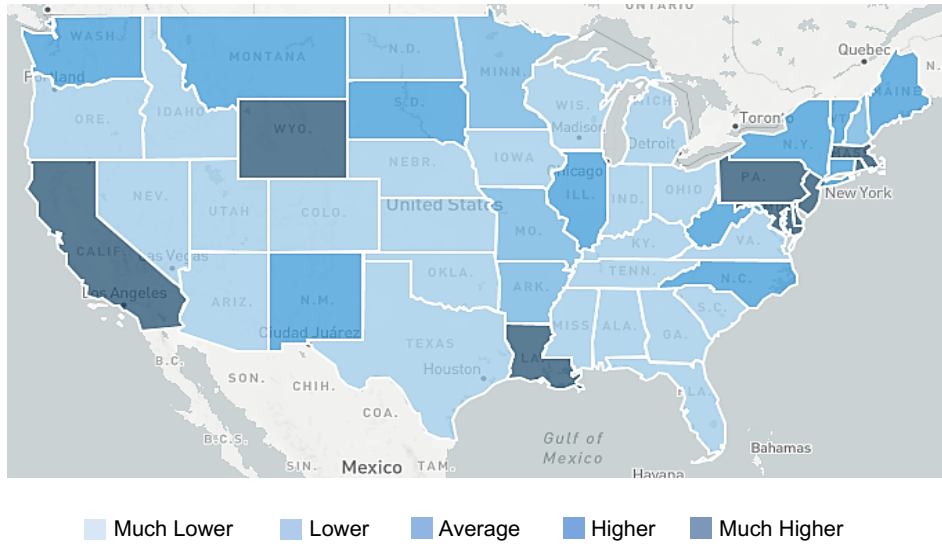 ONTARIO
WASH.
MONTANA
N.D.
MINN.
Quebec
N.
Portland
ORE.
IDAHO
WYO.
S.D.
WIS.
MICH.
Toronto
MAINE
VT
N.Y.
MASS
Madison
Detroit
NEBR.
IOWA
Chicago
ILL.
IND.
OHIO
PA.
New York
NEV.
UTAH
COLO.
United States
MO.
KY.
VA.
CALIF.
Las Vegas
Los Angeles
ARIZ.
N.M.
OKLA.
ARK.
TENN.
N.C.
S.C.
Ciudad Juárez
TEXAS
MISS
ALA.
GA.
LA.
Houston
FLA.
B.C.
SON.
CHIH.
COA.
B.C.S.
Gulf of
Mexico
Bahamas
SIN.
Mexico
TAM.
Havana
Much Lower Lower Average Higher Much Higher